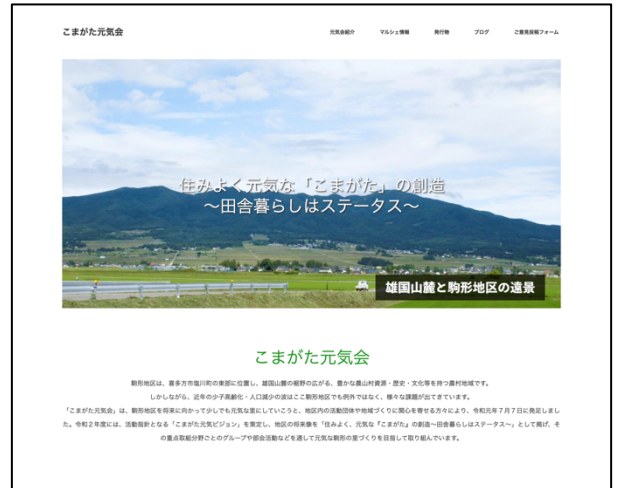 こまがた元気会
元気会紹介 マルシェ情報 発行物 ブログ ご意見投稿フォーム
住みよく元気な「こまがた」の創造
～田舎暮らしはステータス～
雄国山麓と駒形地区の遠景
こまがた元気会
駒形地区は、喜多方市塩川町の東部に位置し、雄国山麓の裾野の広がる、豊かな農山村資源・歴史・文化等を持つ農村地域です。
しかしながら、近年の少子高齢化・人口減少の波はここ駒形地区でも例外ではなく、様々な課題が出てきています。
「こまがた元気会」は、駒形地区を将来に向かって少しでも元気な里にしていこうと、地区内の活動団体や地域づくりに関心を寄せる方々により、令和元年７月７日に発足しまし
た。令和２年度には、活動指針となる「こまがた元気ビジョン」を策定し、地区の将来像を「住みよく、元気な『こまがた』の創造～田舎暮らしはステータス～」として掲げ、そ
の重点取組分野ごとのグループや部会活動などを通して元気な駒形の里づくりを目指して取り組んでいます。